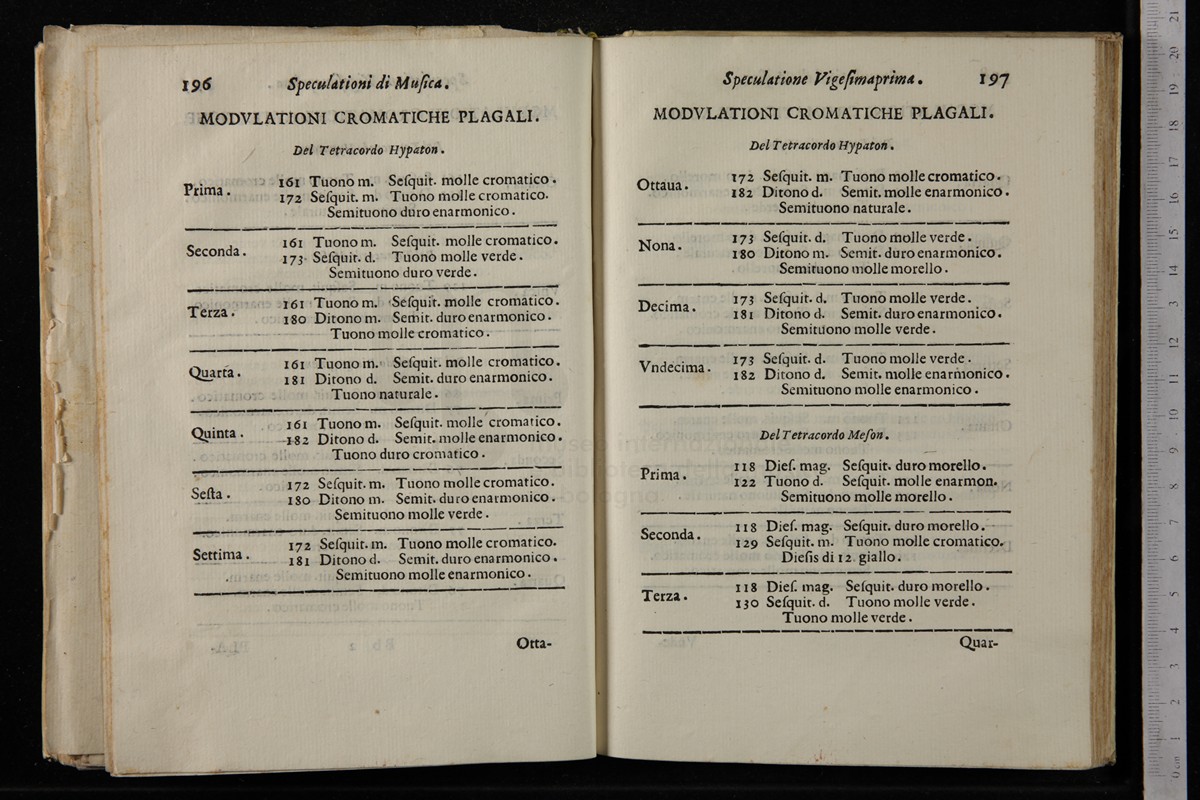 196 Speculationi di Muſica.
MODVLATIONI CROMATICHE PLAGALI.
Del Tetracordo Hypaton.
Prima. 161 Tuono m. Seſquit. molle cromatico.
172 Seſquit. m. Tuono molle cromatico.
Semituono duro enarmonico.
Seconda. 161 Tuono m. Seſquit. molle cromatico.
173 Seſquit. d. Tuono molle verde.
Semituono duro verde.
Terza. 161 Tuono m. Seſquit. molle cromatico.
180 Ditono m. Semit. duro enarmonico.
Tuono molle cromatico.
Quarta. 161 Tuono m. Seſquit. molle cromatico.
181 Ditono d. Semit. duro enarmonico.
Tuono naturale.
Quinta. 161 Tuono m. Seſquit. molle cromatico.
182 Ditono d. Semit. molle enarmonico.
Tuono duro cromatico.
Seſta. 172 Seſquit. m. Tuono molle cromatico.
180 Ditono m. Semit. duro enarmonico.
Semituono molle verde.
Settima. 172 Seſquit. m. Tuono molle cromatico.
181 Ditono d. Semit. duro enarmonico.
Semituono molle enarmonico.
Otta-
Speculatione Vigeſimaprima. 197
MODVLATIONI CROMATICHE PLAGALI.
Del Tetracordo Hypaton.
Ottaua. 172 Seſquit. m. Tuono molle cromatico.
182 Ditono d. Semit. molle enarmonico.
Semituono naturale.
Nona. 173 Seſquit. d. Tuono molle verde.
180 Ditono m. Semit. duro enarmonico.
Semituono molle morello.
Decima. 173 Seſquit. d. Tuono molle verde.
181 Ditono d. Semit. duro enarmonico.
Semituono molle verde.
Vndecima. 173 Seſquit. d. Tuono molle verde.
182 Ditono d. Semit. molle enarmonico.
Semituono molle enarmonico.
Del Tetracordo Meſon.
Prima. 118 Dieſ. mag. Seſquit. duro morello.
122 Tuono d. Seſquit. molle enarmon.
Semituono molle morello.
Seconda. 118 Dieſ. mag. Seſquit. duro morello.
129 Seſquit. m. Tuono molle cromatico.
Dieſis di 12. giallo.
Terza. 118 Dieſ. mag. Seſquit. duro morello.
130 Seſquit. d. Tuono molle verde.
Tuono molle verde.
Quar-